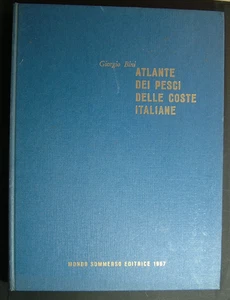 Giorgio Bini
ATLANTE
DEI PESCI
DELLE COSTE
ITALIANE
MONDO SOMMERSO EDITRICE 1967